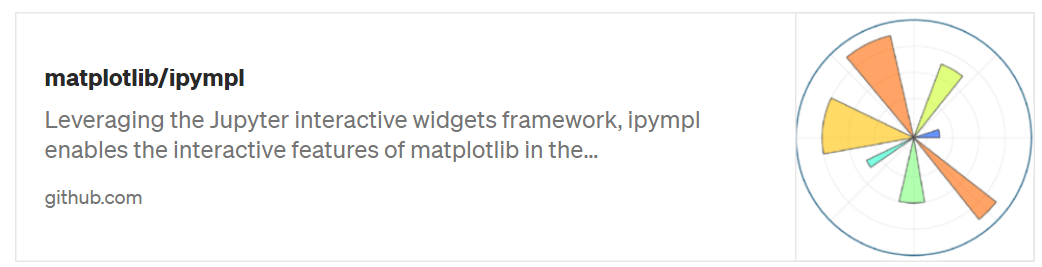 matplotlib/ipympl
Leveraging the Jupyter interactive widgets framework, ipympl
enables the interactive features of matplotlib in the...
github.com